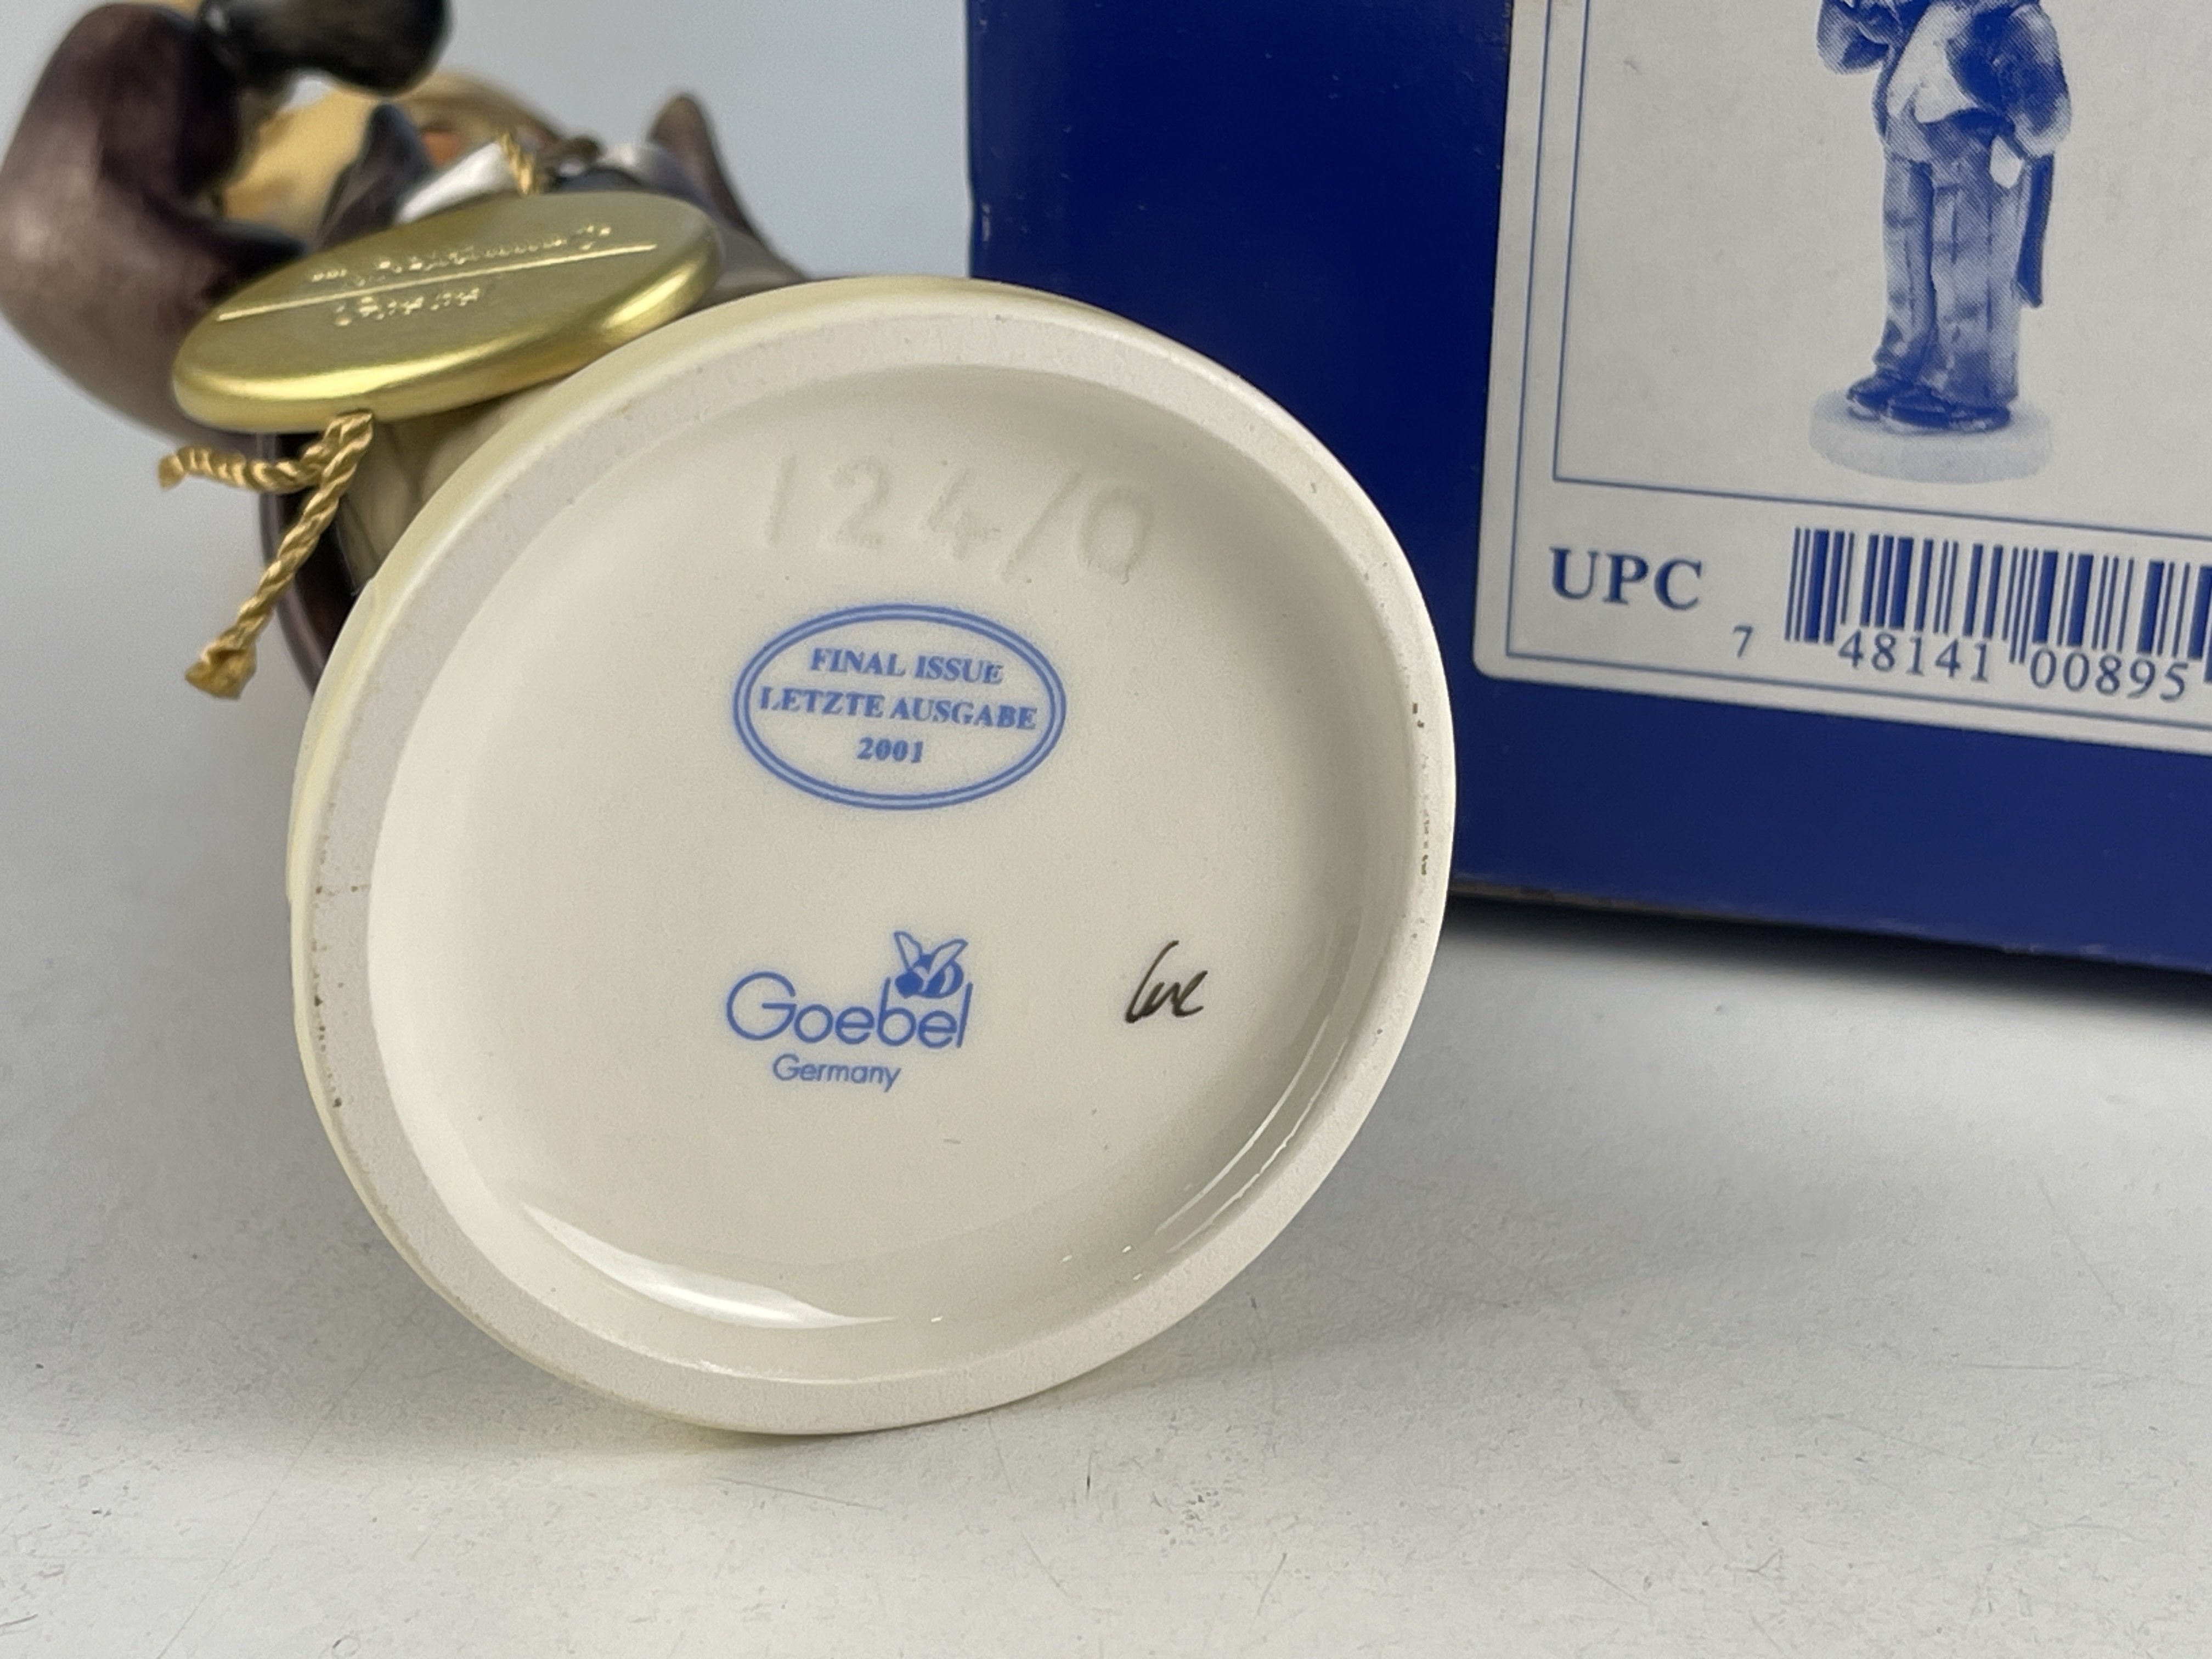 124/0
FINAL ISSUE
LETZTE AUSGABE
2001
Goebel
Germany
UPC
7 48141 00895